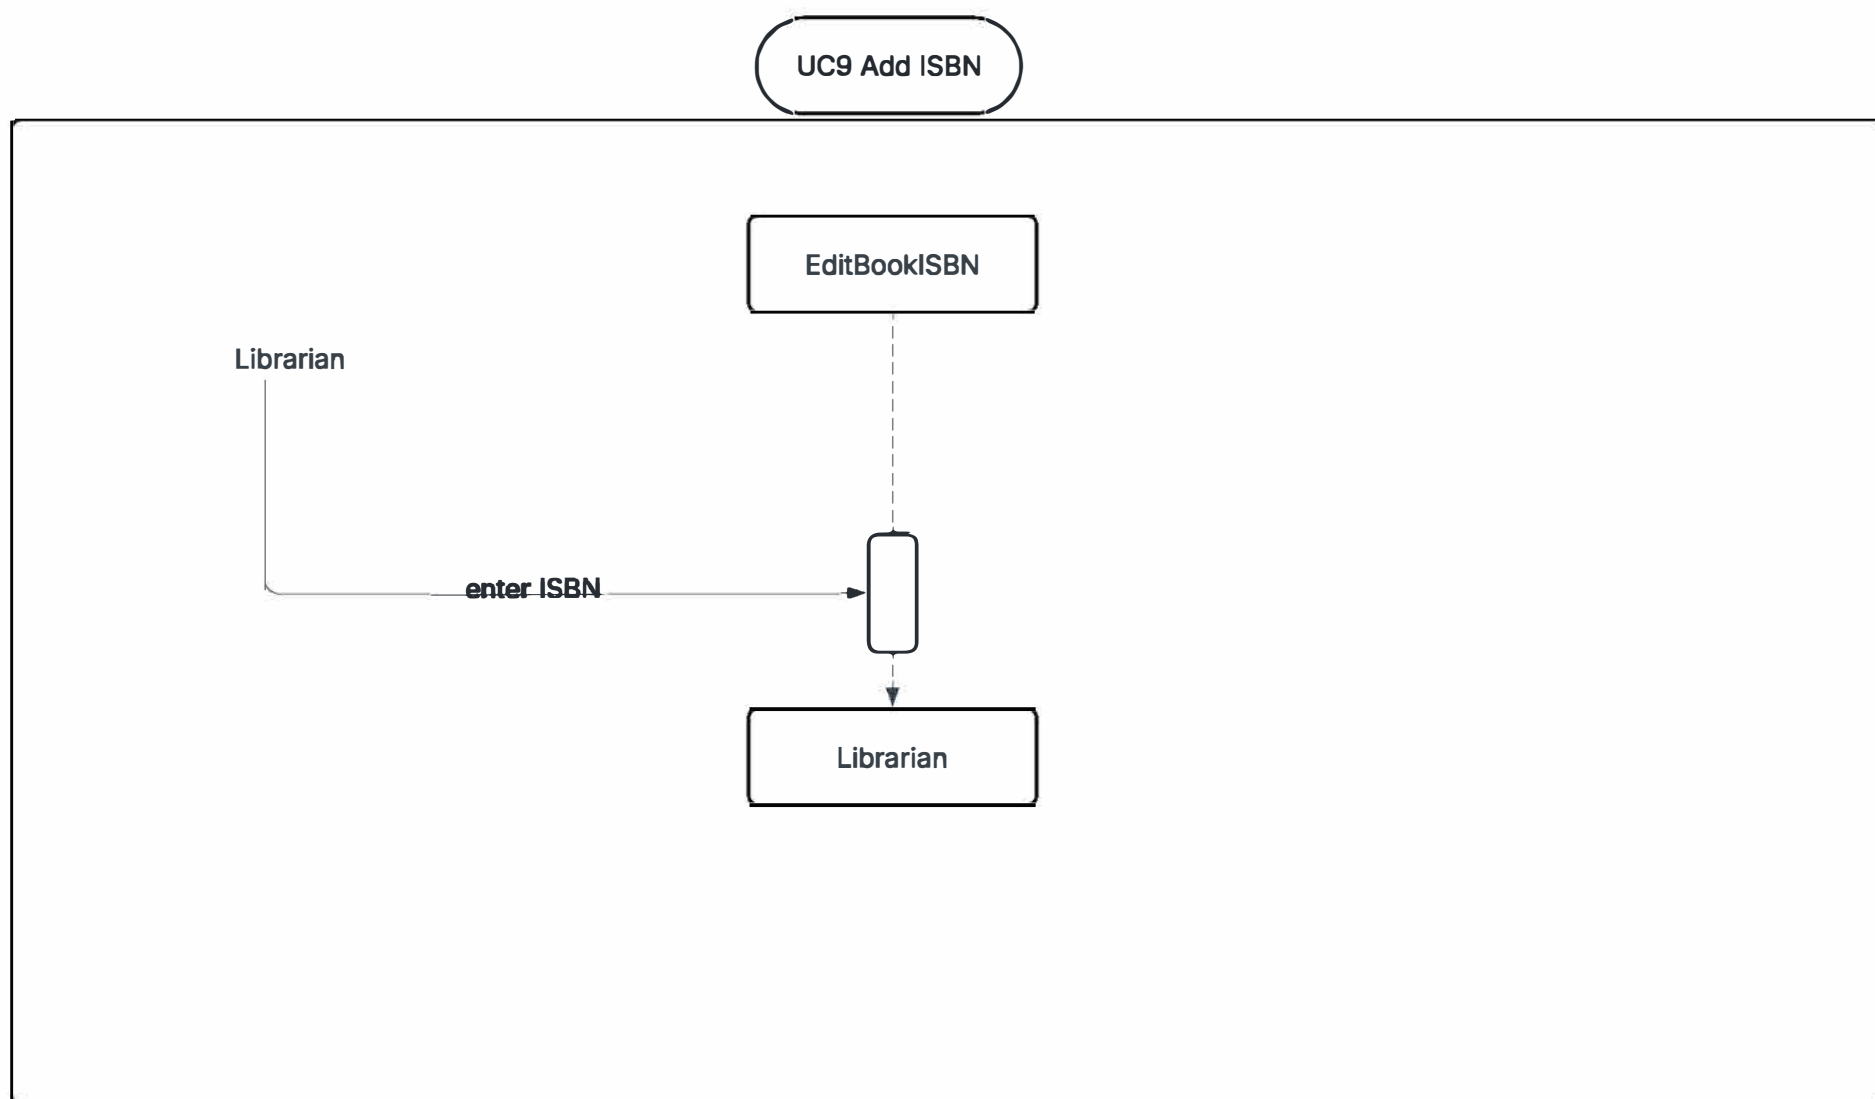 UC9 Add ISBN
EditBookISBN
Librarian
enter ISBN
Librarian